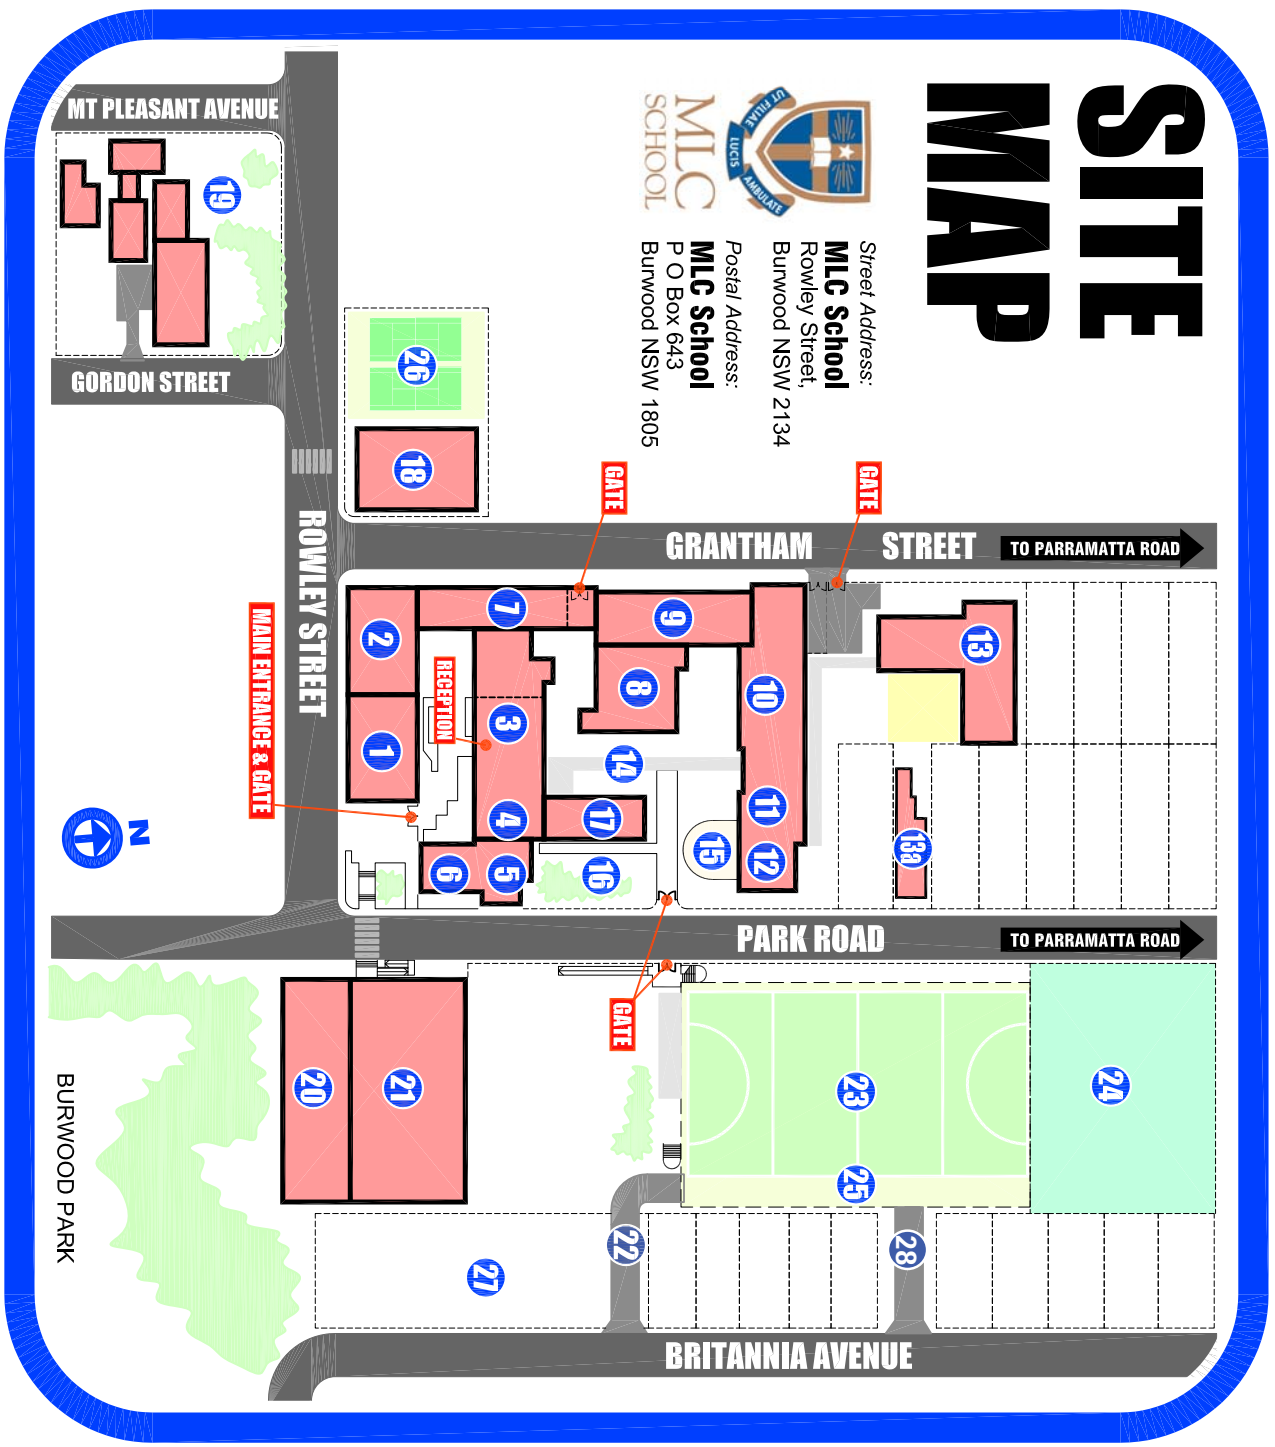 SITE
MAP
UT FILIAE
LUCIS
AMBULATE
MLC
SCHOOL
Street Address:
MLC School
Rowley Street,
Burwood NSW 2134
Postal Address:
MLC School
P O Box 643
Burwood NSW 1805
MT PLEASANT AVENUE
19
GORDON STREET
26
18
ROWLEY STREET
GATE
GATE
GRANTHAM STREET
TO PARRAMATTA ROAD
MAIN ENTRANCE & GATE
RECEPTION
1
2
3
4
5
6
7
8
9
10
11
12
13
13a
14
15
16
17
N
PARK ROAD
TO PARRAMATTA ROAD
GATE
20
21
23
24
25
22
28
27
BURWOOD PARK
BRITANNIA AVENUE